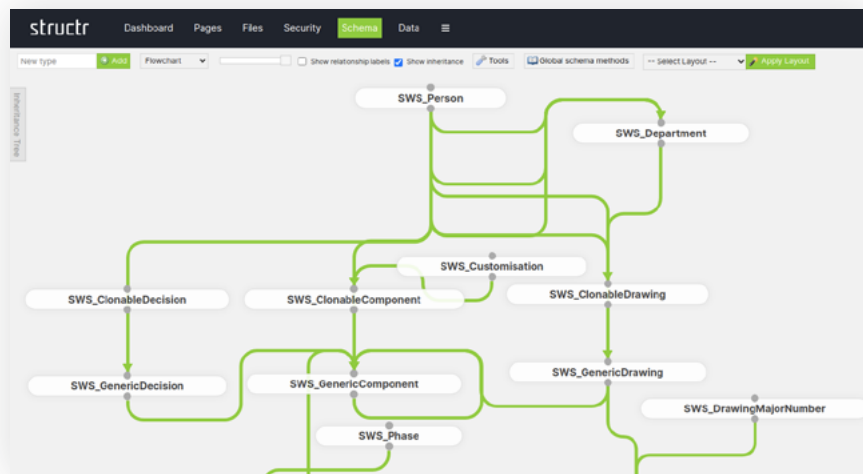 structr Dashboard Pages Files Security Schema Data
New type Add Flowchart Show relationship labels Show inheritance Tools Global schema methods -- Select Layout -- Apply Layout
Inheritance Tree
SWS_Person
SWS_Department
SWS_Customisation
SWS_ClonableDecision SWS_ClonableComponent SWS_ClonableDrawing
SWS_GenericDecision SWS_GenericComponent SWS_GenericDrawing
SWS_DrawingMajorNumber
SWS_Phase